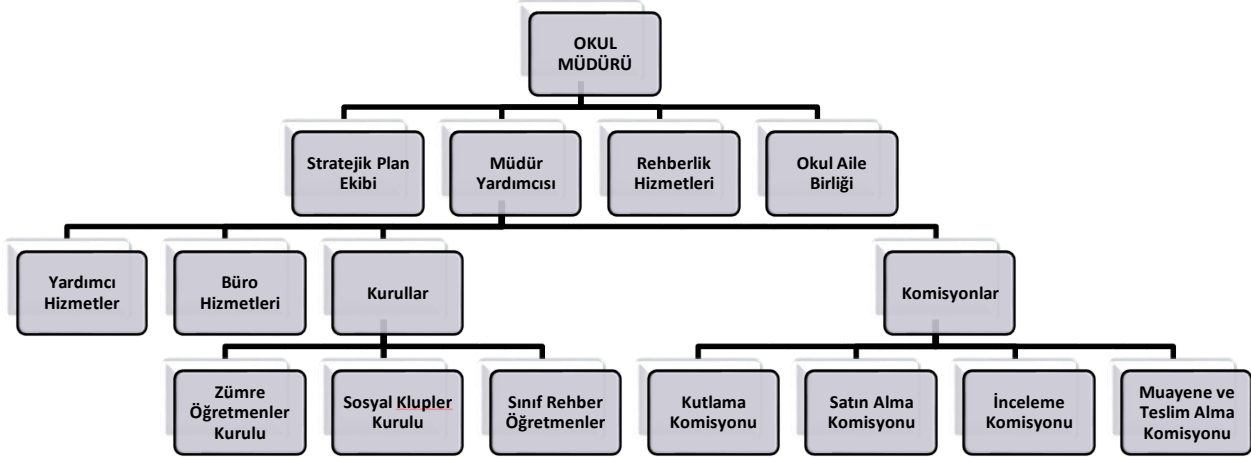 OKUL
MÜDÜRÜ
Stratejik Plan
Ekibi
Müdür
Yardımcısı
Rehberlik
Hizmetleri
Okul Aile
Birliği
Yardımcı
Hizmetler
Büro
Hizmetleri
Kurullar
Komisyonlar
Zümre
Öğretmenler
Kurulu
Sosyal Klupler
Kurulu
Sınıf Rehber
Öğretmenler
Kutlama
Komisyonu
Satın Alma
Komisyonu
İnceleme
Komisyonu
Muayene ve
Teslim Alma
Komisyonu